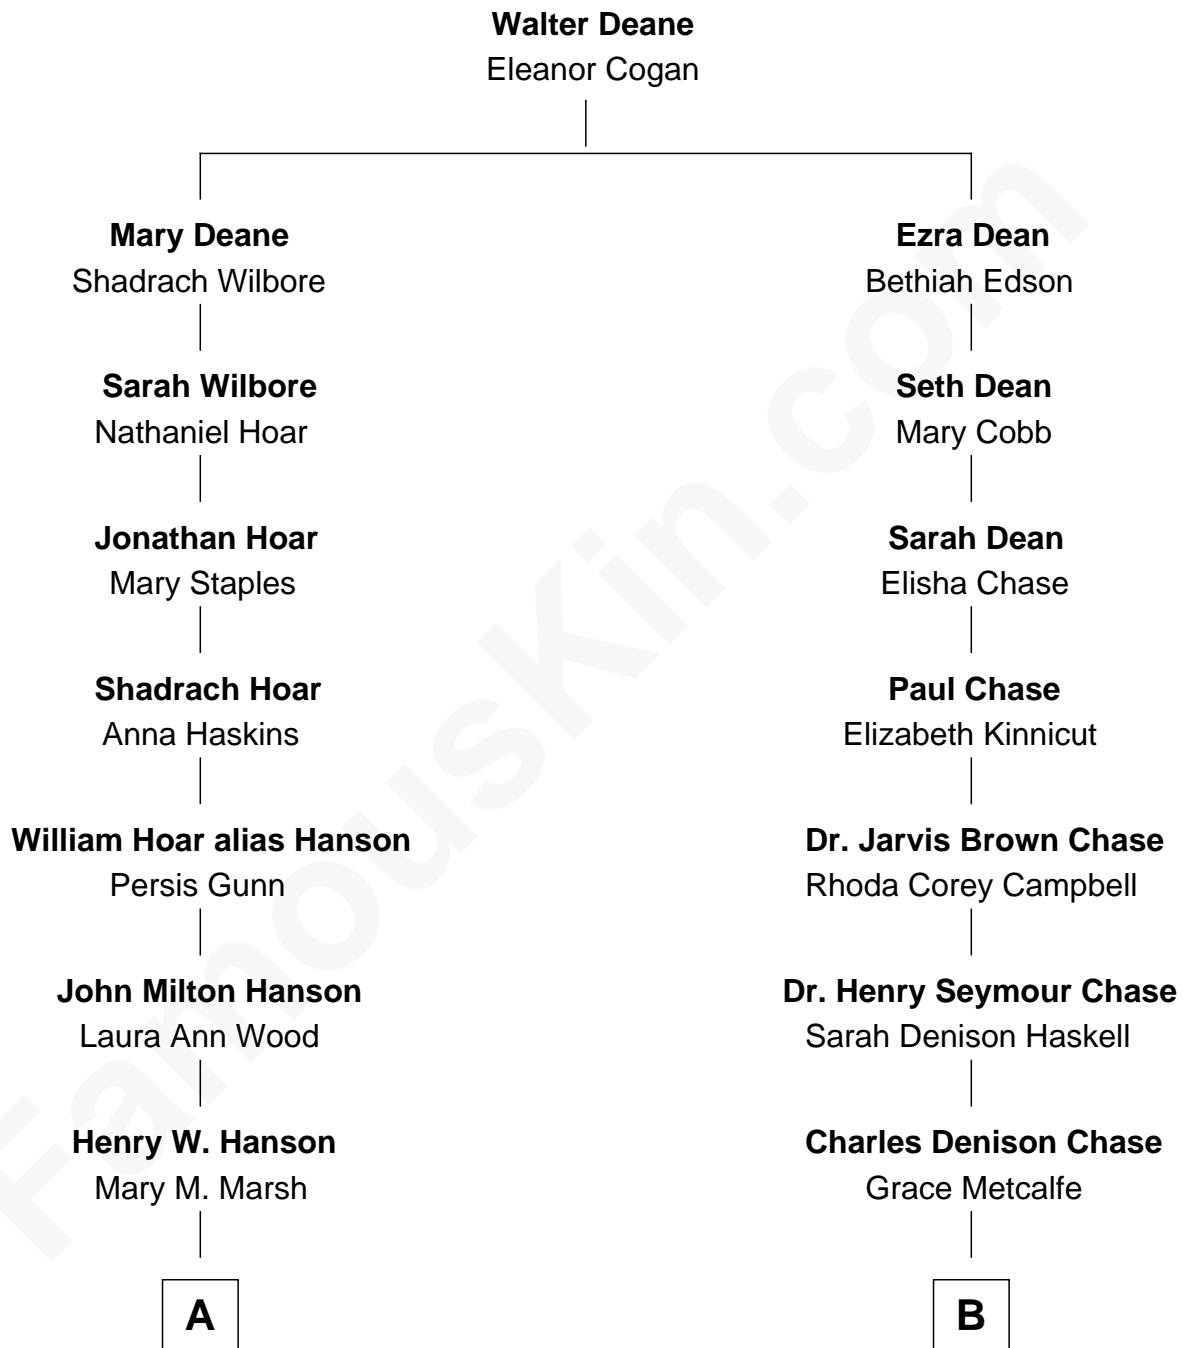 Walter Deane
Eleanor Cogan
Mary Deane
Shadrach Wilbore
Ezra Dean
Bethiah Edson
Sarah Wilbore
Nathaniel Hoar
Seth Dean
Mary Cobb
Jonathan Hoar
Mary Staples
Sarah Dean
Elisha Chase
Shadrach Hoar
Anna Haskins
Paul Chase
Elizabeth Kinnicut
William Hoar alias Hanson
Persis Gunn
Dr. Jarvis Brown Chase
Rhoda Corey Campbell
John Milton Hanson
Laura Ann Wood
Dr. Henry Seymour Chase
Sarah Denison Haskell
Henry W. Hanson
Mary M. Marsh
Charles Denison Chase
Grace Metcalfe
A
B
FamousKin.com